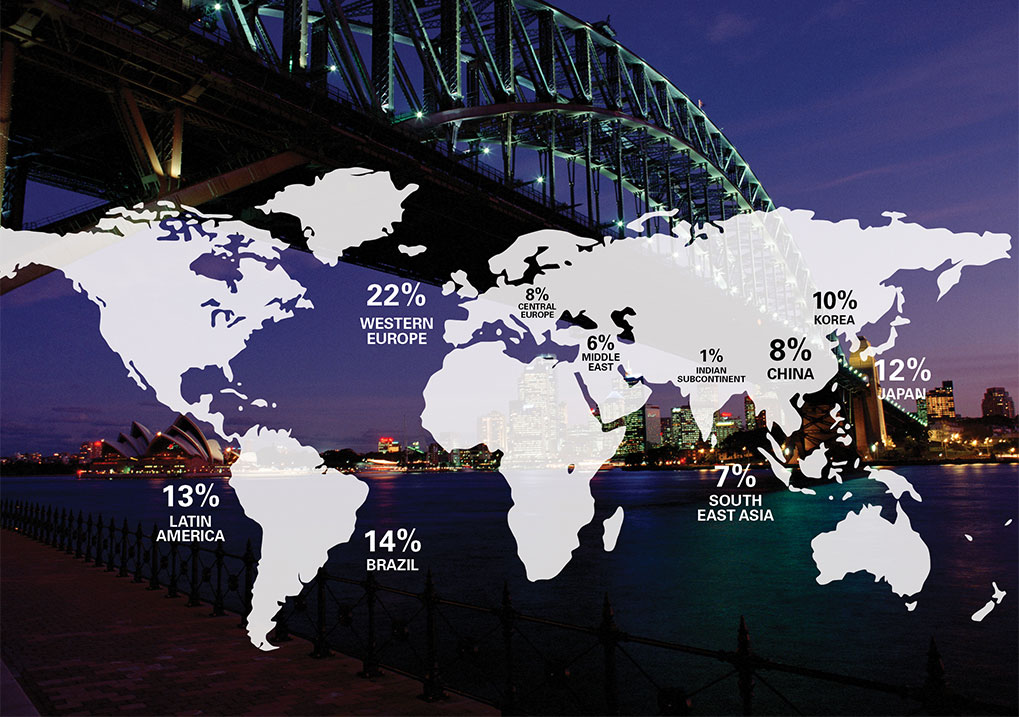 22%
WESTERN
EUROPE
8%
CENTRAL
EUROPE
6%
MIDDLE
EAST
1%
INDIAN
SUBCONTINENT
8%
CHINA
10%
KOREA
12%
JAPAN
13%
LATIN
AMERICA
14%
BRAZIL
7%
SOUTH
EAST ASIA